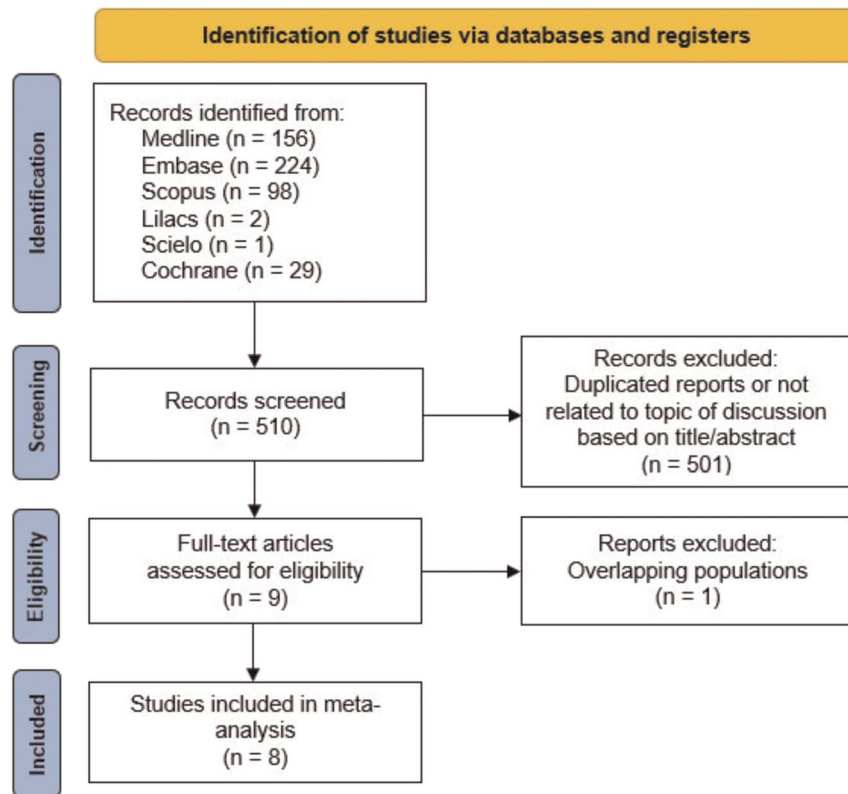 Identification of studies via databases and registers
Identification
Records identified from:
Medline (n = 156)
Embase (n = 224)
Scopus (n = 98)
Lilacs (n = 2)
Scielo (n = 1)
Cochrane (n = 29)
Screening
Records screened
(n = 510)
Records excluded:
Duplicated reports or not
related to topic of discussion
based on title/abstract
(n = 501)
Eligibility
Full-text articles
assessed for eligibility
(n = 9)
Reports excluded:
Overlapping populations
(n = 1)
Included
Studies included in meta-
analysis
(n = 8)